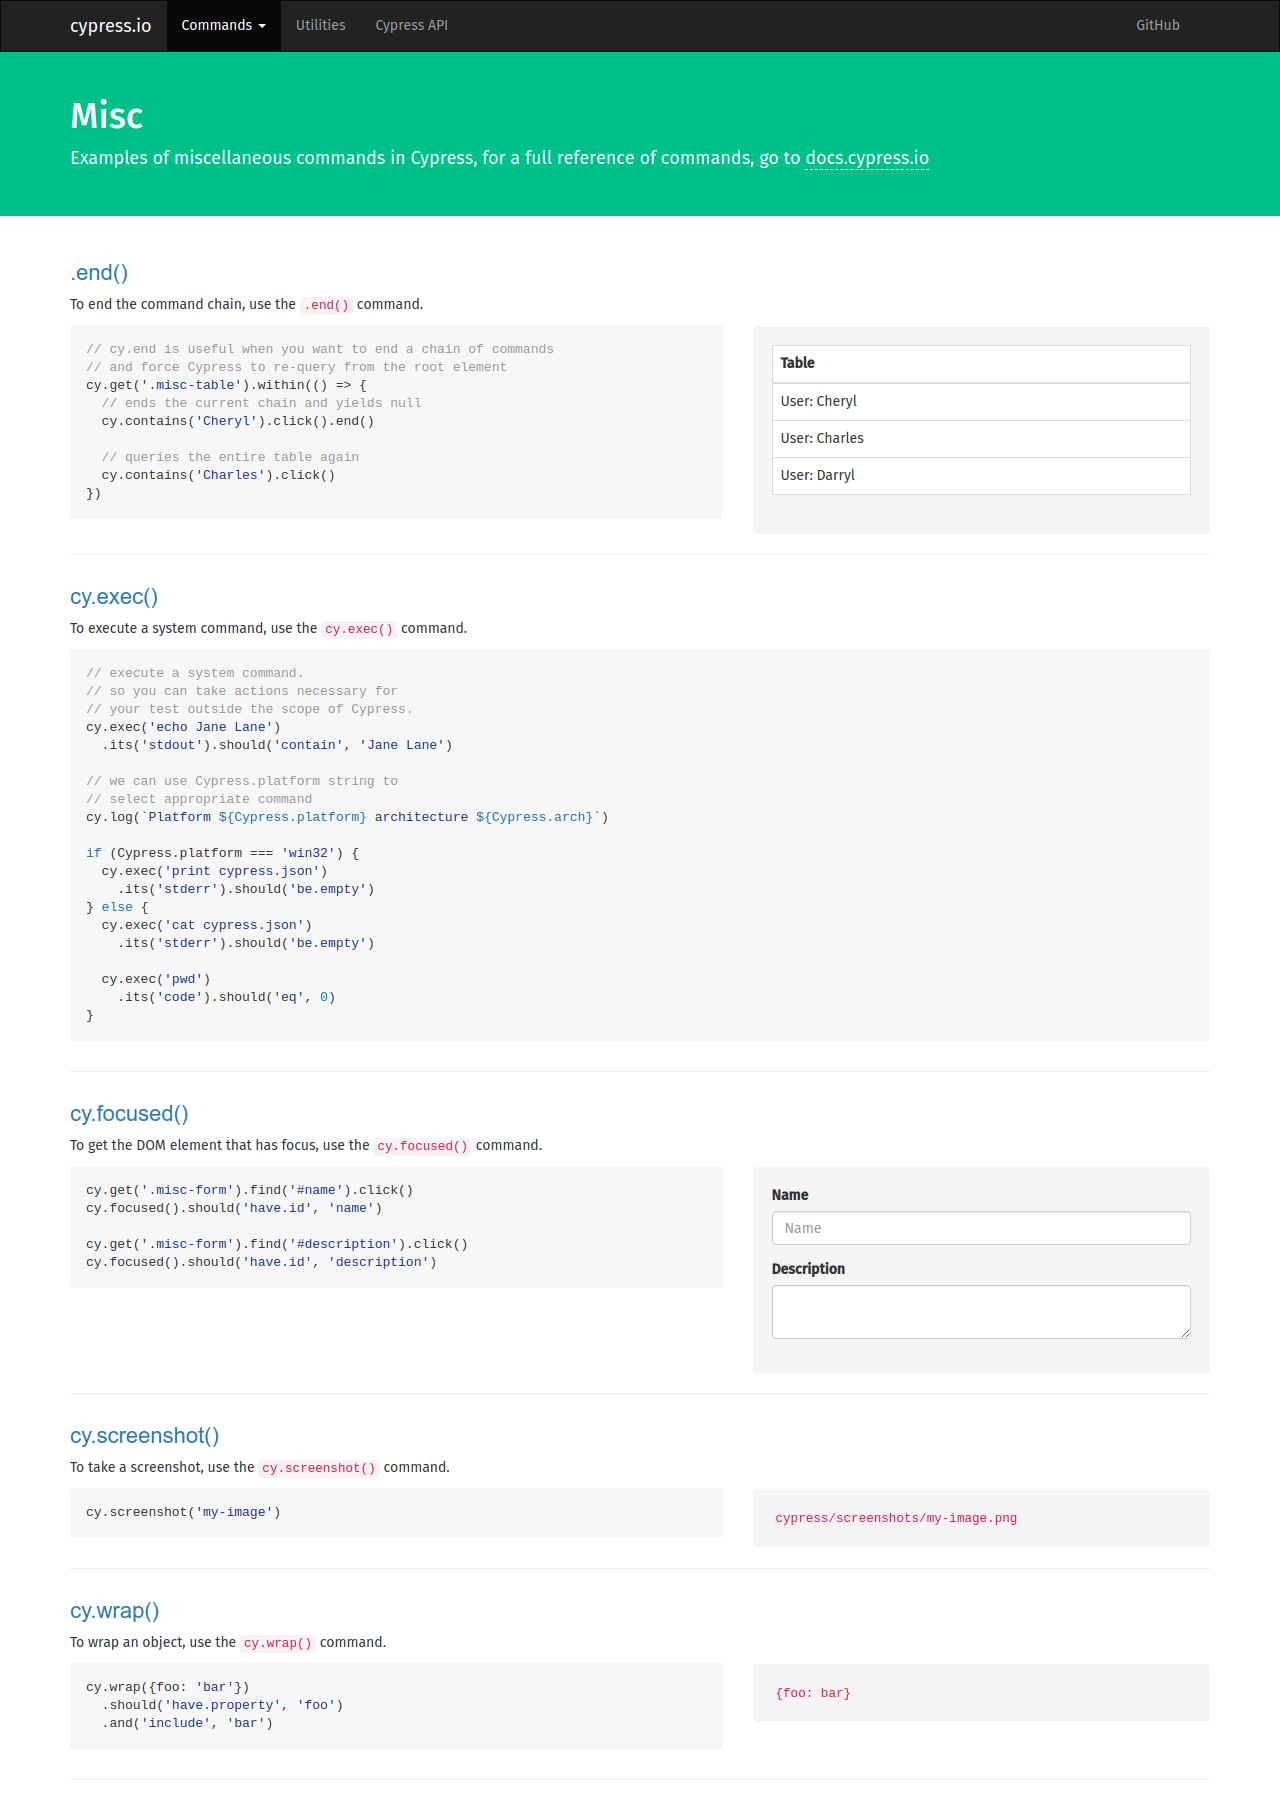 cypress.io Commands Utilities Cypress API GitHub
Misc
Examples of miscellaneous commands in Cypress, for a full reference of commands, go to docs.cypress.io
.end()
To end the command chain, use the .end() command.
// cy.end is useful when you want to end a chain of commands
// and force Cypress to re-query from the root element
cy.get('.misc-table').within(() => {
  // ends the current chain and yields null
  cy.contains('Cheryl').click().end()

  // queries the entire table again
  cy.contains('Charles').click()
})
Table
User: Cheryl
User: Charles
User: Darryl
cy.exec()
To execute a system command, use the cy.exec() command.
// execute a system command.
// so you can take actions necessary for
// your test outside the scope of Cypress.
cy.exec('echo Jane Lane')
  .its('stdout').should('contain', 'Jane Lane')

// we can use Cypress.platform string to
// select appropriate command
cy.log(`Platform ${Cypress.platform} architecture ${Cypress.arch}`)

if (Cypress.platform === 'win32') {
  cy.exec('print cypress.json')
    .its('stderr').should('be.empty')
} else {
  cy.exec('cat cypress.json')
    .its('stderr').should('be.empty')

  cy.exec('pwd')
    .its('code').should('eq', 0)
}
cy.focused()
To get the DOM element that has focus, use the cy.focused() command.
cy.get('.misc-form').find('#name').click()
cy.focused().should('have.id', 'name')

cy.get('.misc-form').find('#description').click()
cy.focused().should('have.id', 'description')
Name
Name
Description
cy.screenshot()
To take a screenshot, use the cy.screenshot() command.
cy.screenshot('my-image')
cypress/screenshots/my-image.png
cy.wrap()
To wrap an object, use the cy.wrap() command.
cy.wrap({foo: 'bar'})
  .should('have.property', 'foo')
  .and('include', 'bar')
{foo: bar}